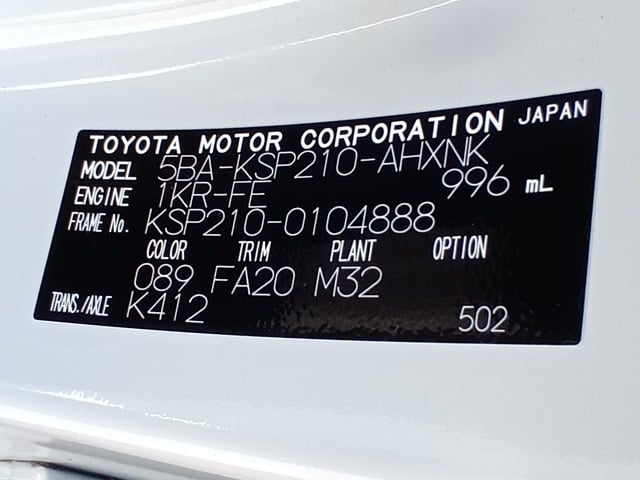 TOYOTA MOTOR CORPORATION JAPAN
MODEL 5BA-KSP210-AHXNK
ENGINE 1KR-FE 996 mL
FRAME No. KSP210-0104888
COLOR TRIM PLANT OPTION
089 FA20 M32
TRANS./AXLE K412 502